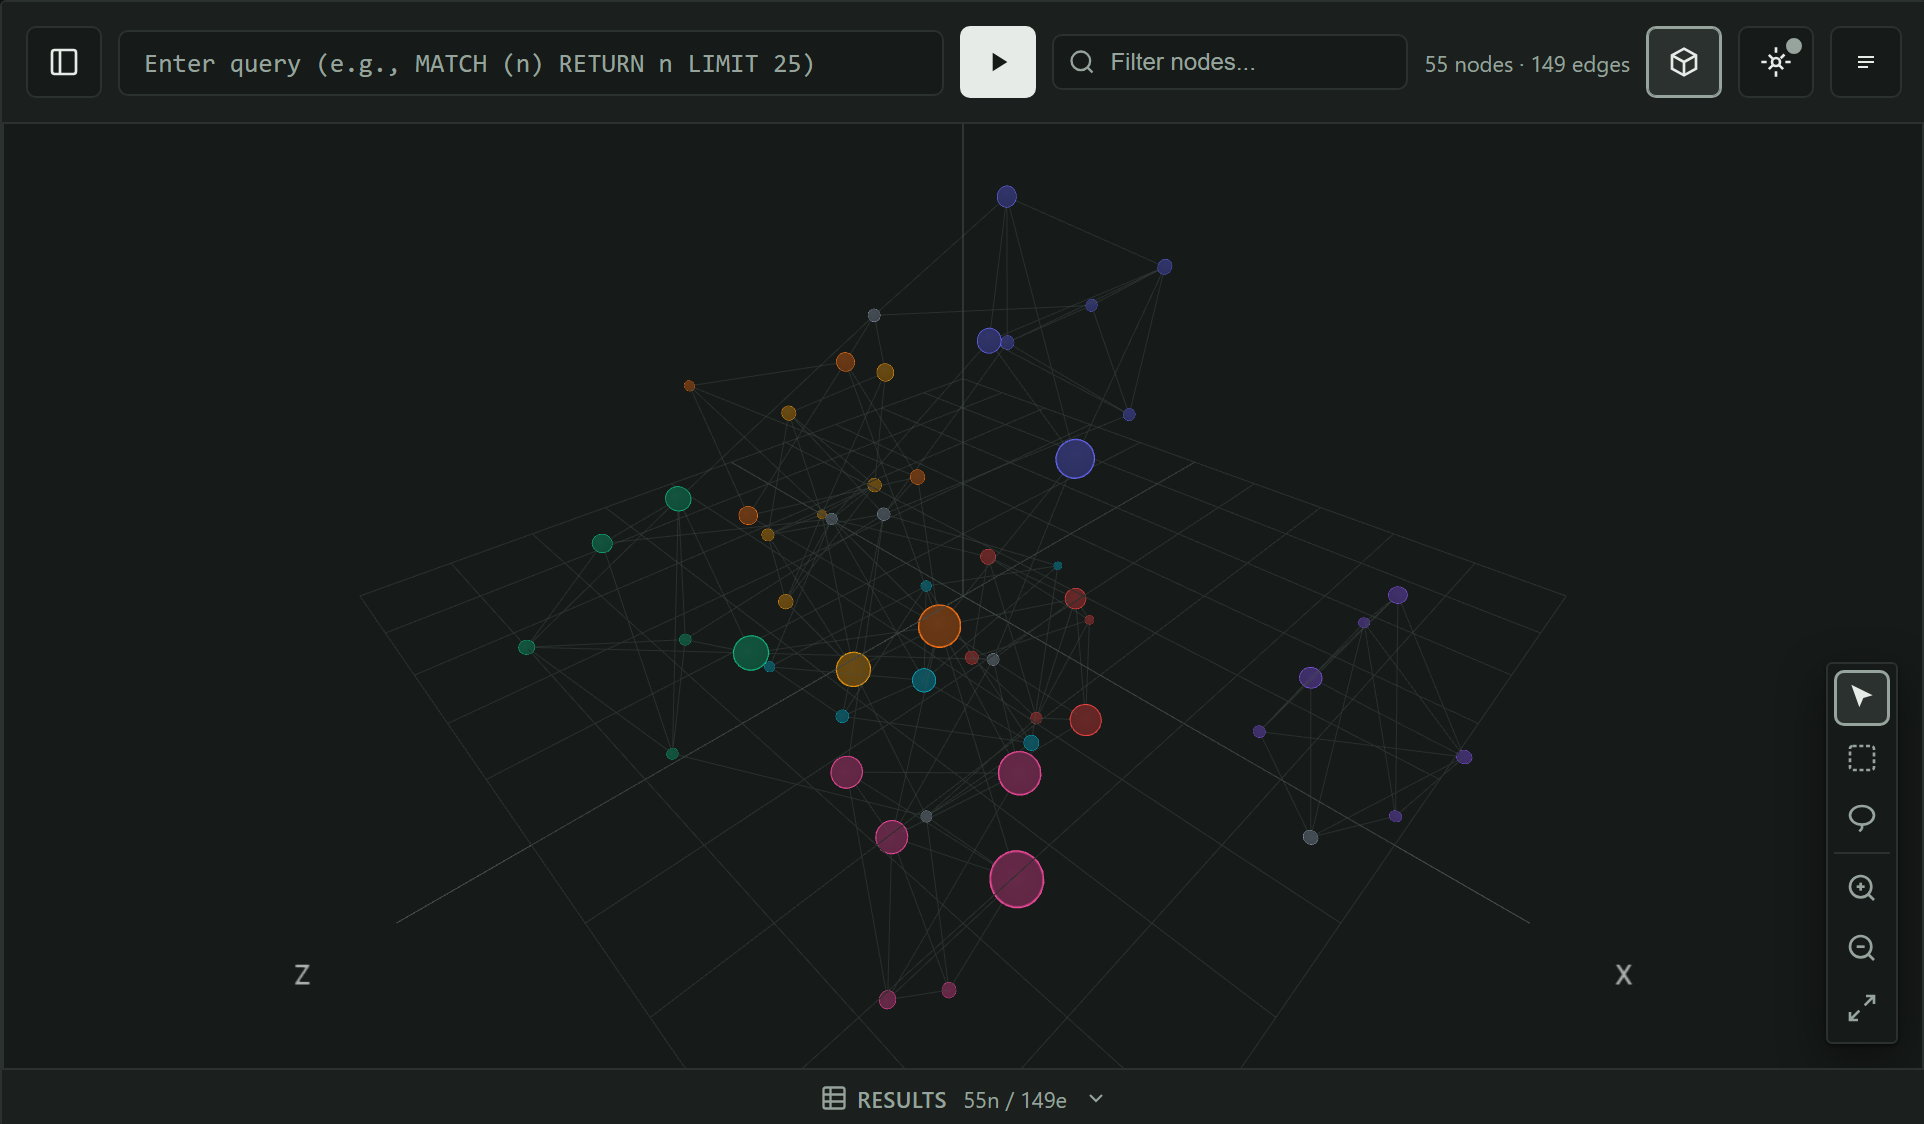 Enter query (e.g., MATCH (n) RETURN n LIMIT 25)
Filter nodes...
55 nodes · 149 edges
Z
X
RESULTS 55n / 149e